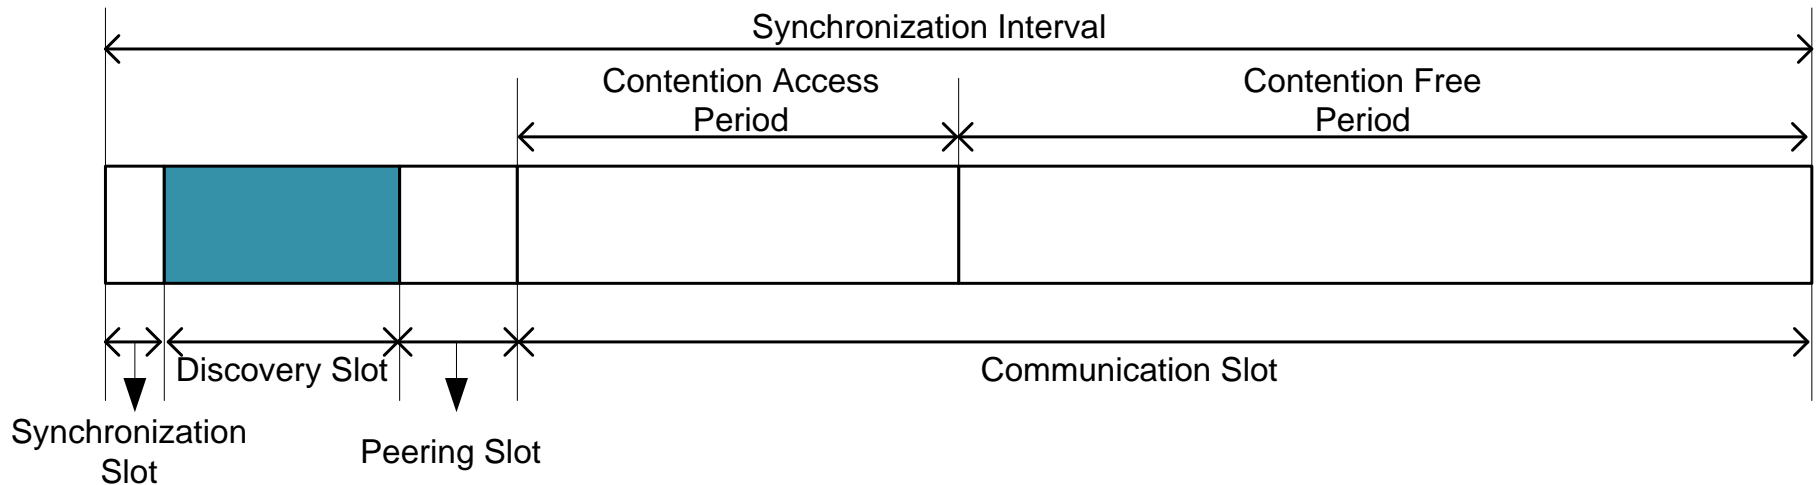 Synchronization Interval
Contention Access
Period
Contention Free
Period
Discovery Slot
Communication Slot
Synchronization
Slot
Peering Slot